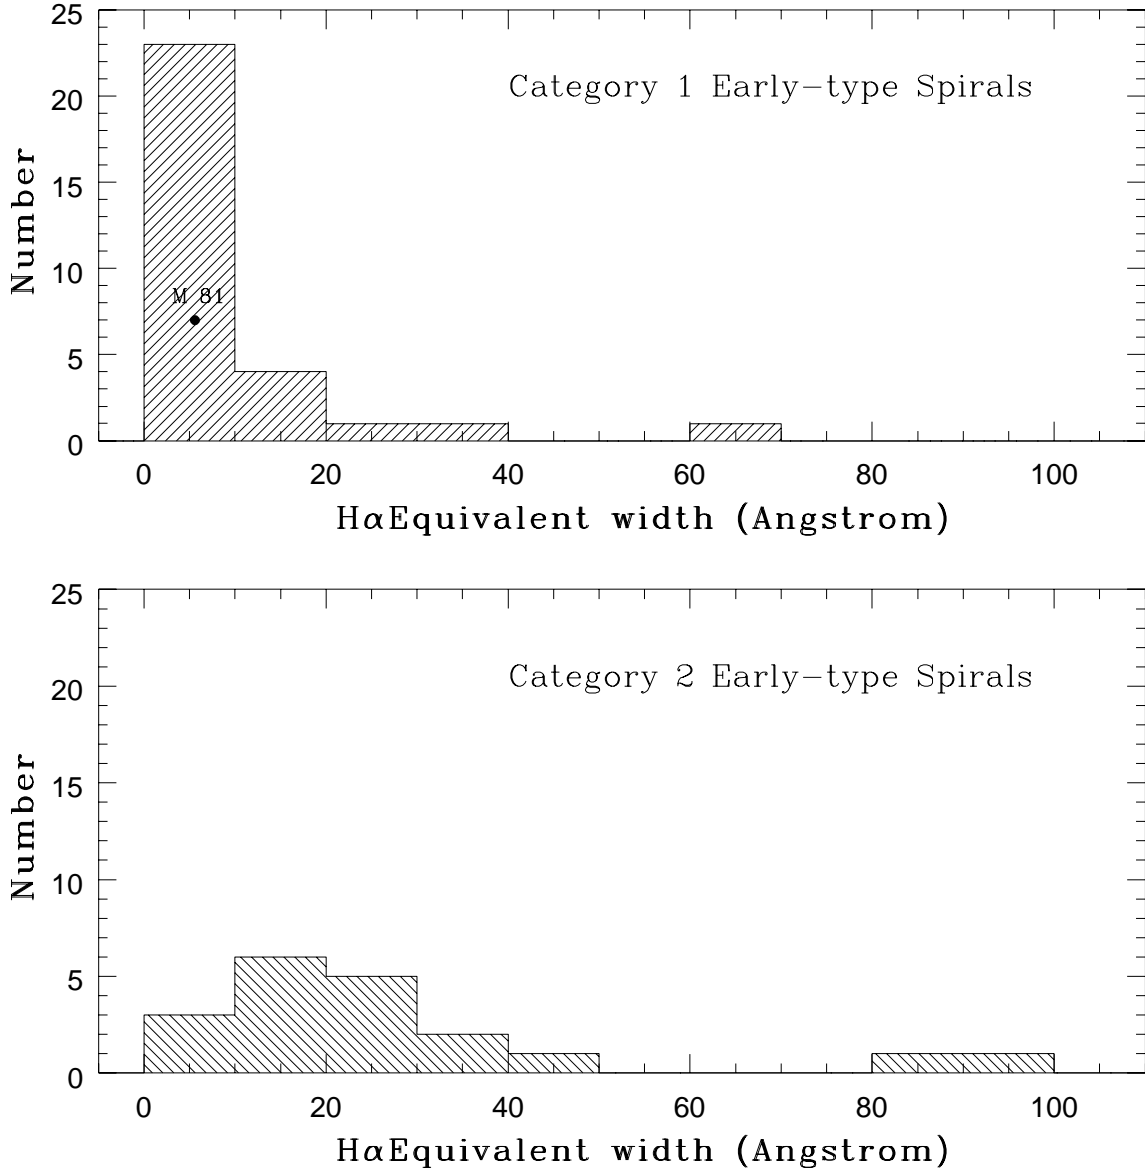 25
20
15
10
5
0
Number
Category 1 Early-type Spirals
M 81
0 20 40 60 80 100
HαEquivalent width (Angstrom)
25
20
15
10
5
0
Number
Category 2 Early-type Spirals
0 20 40 60 80 100
HαEquivalent width (Angstrom)